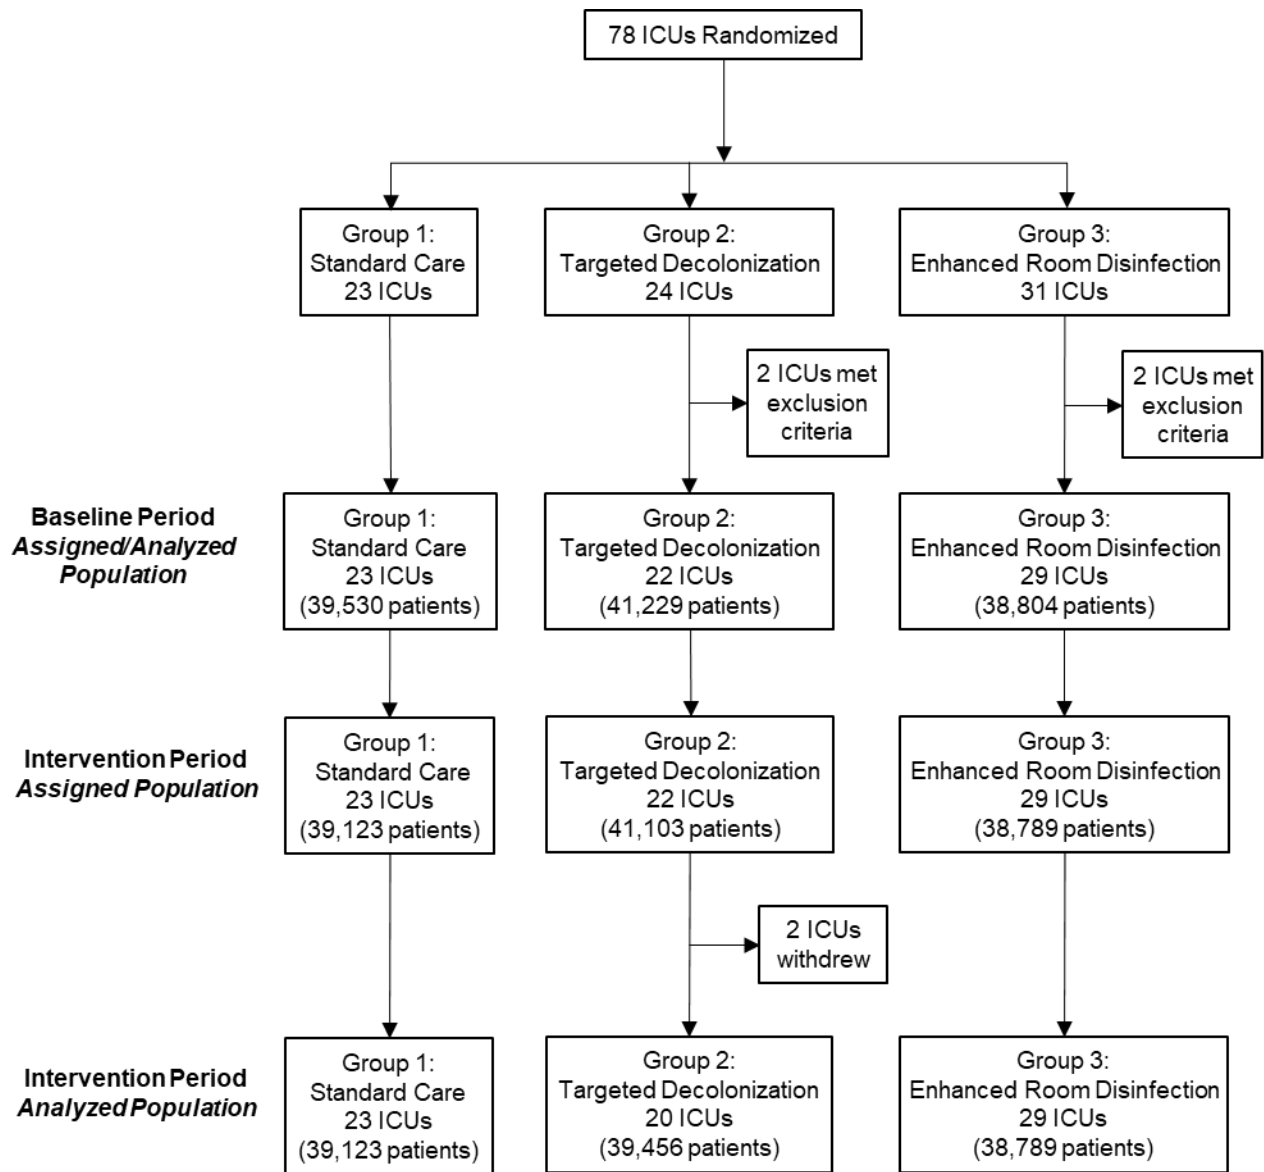 78 ICUs Randomized
Group 1:
Standard Care
23 ICUs
Group 2:
Targeted Decolonization
24 ICUs
Group 3:
Enhanced Room Disinfection
31 ICUs
2 ICUs met
exclusion
criteria
2 ICUs met
exclusion
criteria
Baseline Period
Assigned/Analyzed
Population
Group 1:
Standard Care
23 ICUs
(39,530 patients)
Group 2:
Targeted Decolonization
22 ICUs
(41,229 patients)
Group 3:
Enhanced Room Disinfection
29 ICUs
(38,804 patients)
Intervention Period
Assigned Population
Group 1:
Standard Care
23 ICUs
(39,123 patients)
Group 2:
Targeted Decolonization
22 ICUs
(41,103 patients)
Group 3:
Enhanced Room Disinfection
29 ICUs
(38,789 patients)
2 ICUs
withdrew
Intervention Period
Analyzed Population
Group 1:
Standard Care
23 ICUs
(39,123 patients)
Group 2:
Targeted Decolonization
20 ICUs
(39,456 patients)
Group 3:
Enhanced Room Disinfection
29 ICUs
(38,789 patients)